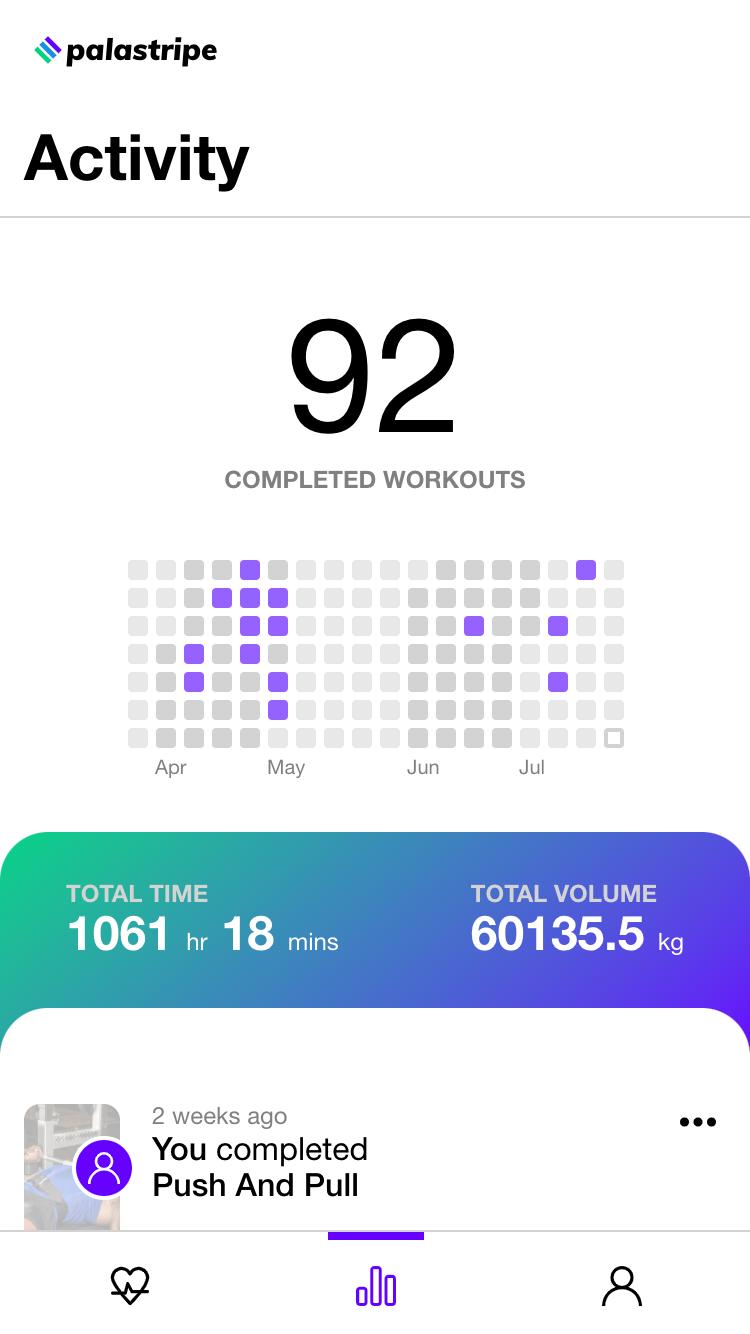 palastripe
Activity
92
COMPLETED WORKOUTS
Apr May Jun Jul
TOTAL TIME
1061 hr 18 mins
TOTAL VOLUME
60135.5 kg
2 weeks ago
You completed
Push And Pull